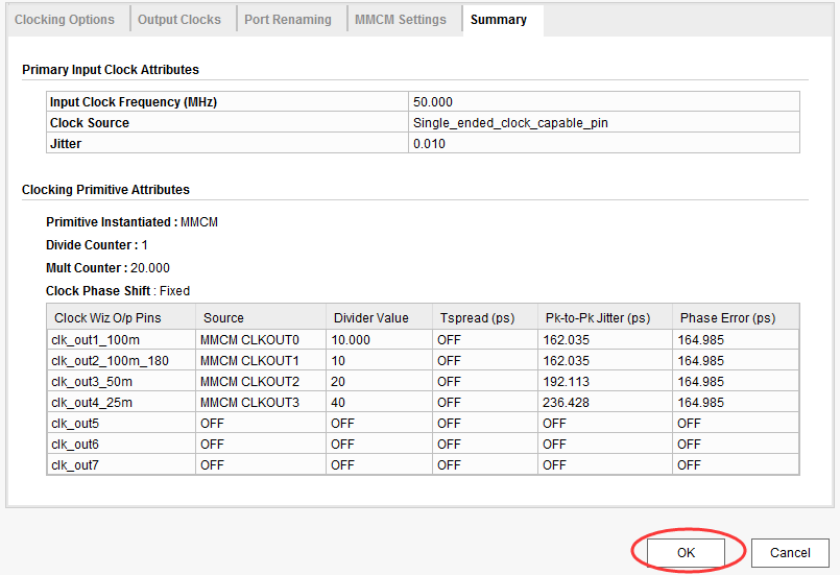 Clocking Options Output Clocks Port Renaming MMCM Settings Summary
Primary Input Clock Attributes
Input Clock Frequency (MHz) 50.000
Clock Source Single_ended_clock_capable_pin
Jitter 0.010
Clocking Primitive Attributes
Primitive Instantiated : MMCM
Divide Counter : 1
Mult Counter : 20.000
Clock Phase Shift : Fixed
Clock Wiz O/p Pins Source Divider Value Tspread (ps) Pk-to-Pk Jitter (ps) Phase Error (ps)
clk_out1_100m MMCM CLKOUT0 10.000 OFF 162.035 164.985
clk_out2_100m_180 MMCM CLKOUT1 10 OFF 162.035 164.985
clk_out3_50m MMCM CLKOUT2 20 OFF 192.113 164.985
clk_out4_25m MMCM CLKOUT3 40 OFF 236.428 164.985
clk_out5 OFF OFF OFF OFF OFF
clk_out6 OFF OFF OFF OFF OFF
clk_out7 OFF OFF OFF OFF OFF
OK Cancel